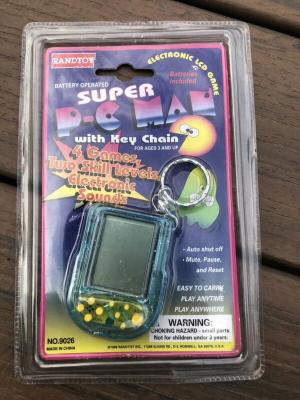 RANDTOY
ELECTRONIC LCD GAME
BATTERY OPERATED
Batteries
included
SUPER
P-C MAN
with Key Chain
FOR AGES 3 AND UP
4 Games,
Two Skill Levels,
Electronic
Sounds
- Auto shut off
- Mute, Pause,
and Reset
EASY TO CARRY
PLAY ANYTIME
PLAY ANYWHERE
WARNING:
CHOKING HAZARD - small parts.
Not for children under 3 years.
NO.9026
MADE IN CHINA